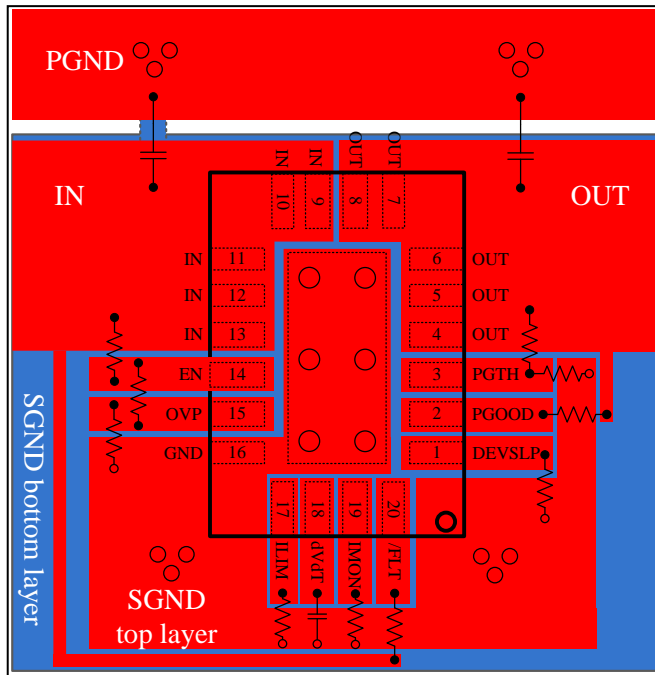 PGND
IN
IN
OUT
OUT
IN
OUT
10
9
8
7
IN
11
6
OUT
IN
12
5
OUT
IN
13
4
OUT
EN
14
3
PGTH
OVP
15
2
PGOOD
GND
16
1
DEVSLP
SGND bottom layer
17
18
19
20
ILIM
dVdT
IMON
/FLT
SGND
top layer